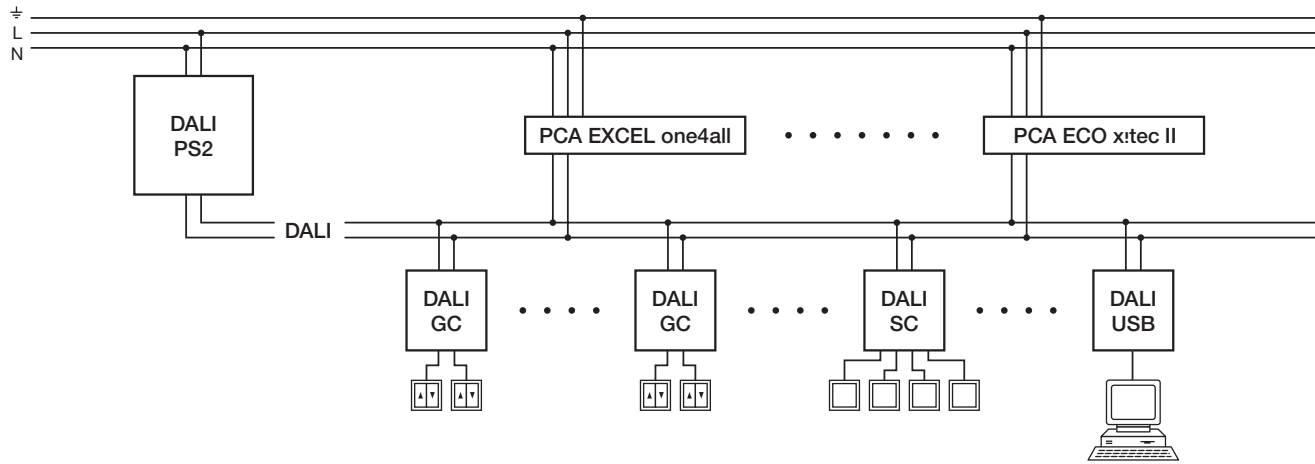 L
N
DALI
PS2
PCA EXCEL one4all
PCA ECO x!tec II
DALI
DALI
GC
DALI
GC
DALI
SC
DALI
USB